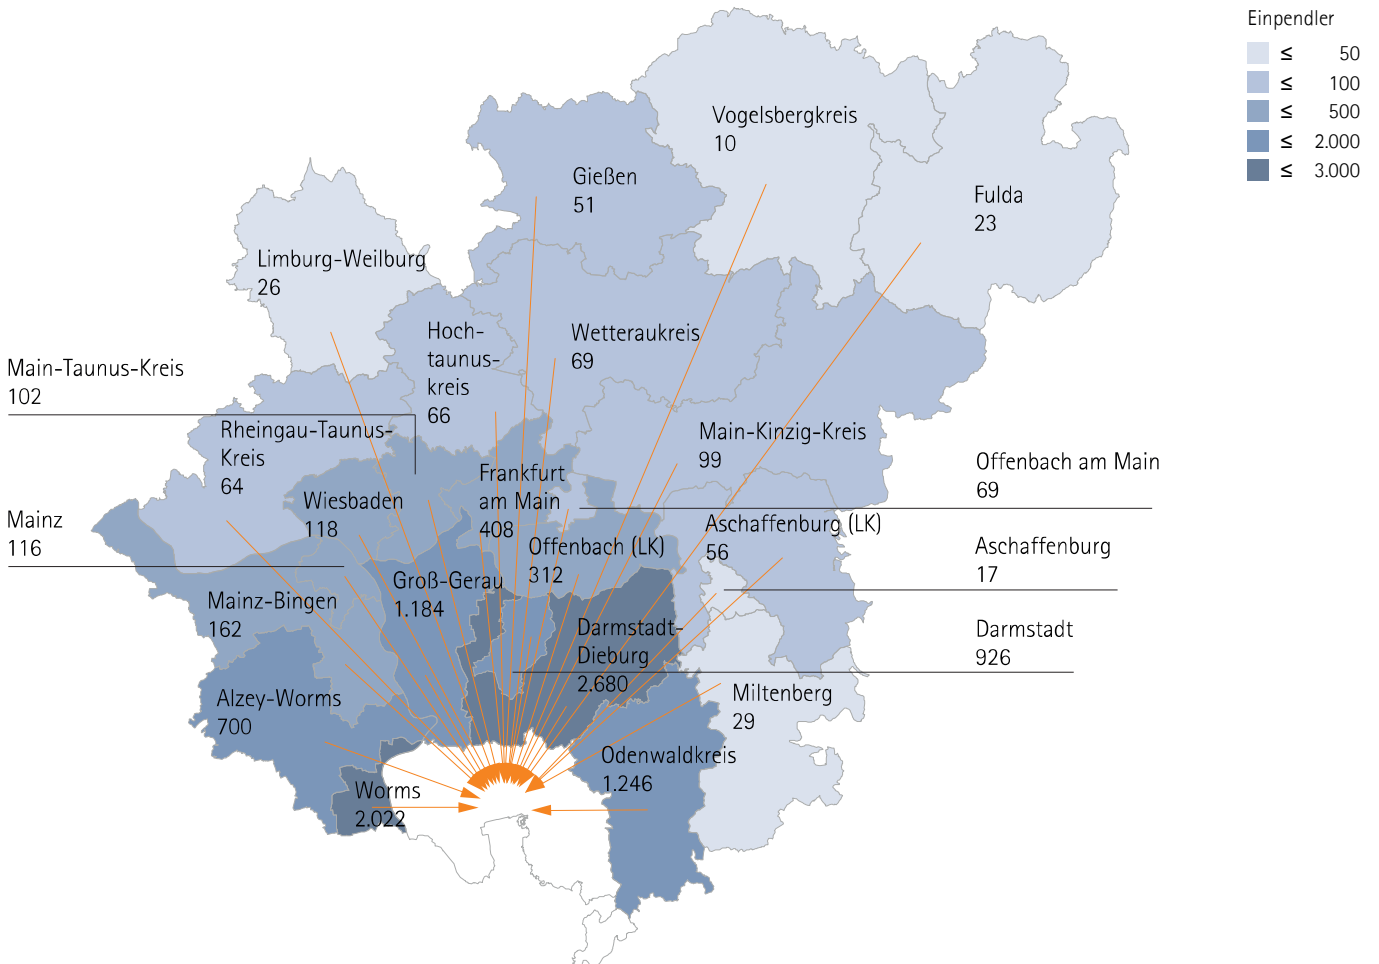 Einpendler
≤ 50
≤ 100
≤ 500
≤ 2.000
≤ 3.000
Vogelsbergkreis
10
Gießen
51
Fulda
23
Limburg-Weilburg
26
Hoch-
taunus-
kreis
66
Wetteraukreis
69
Main-Taunus-Kreis
102
Rheingau-Taunus-
Kreis
64
Main-Kinzig-Kreis
99
Offenbach am Main
69
Wiesbaden
118
Frankfurt
am Main
408
Mainz
116
Aschaffenburg (LK)
56
Offenbach (LK)
312
Aschaffenburg
17
Groß-Gerau
1.184
Mainz-Bingen
162
Darmstadt-
Dieburg
2.680
Darmstadt
926
Alzey-Worms
700
Miltenberg
29
Odenwaldkreis
1.246
Worms
2.022